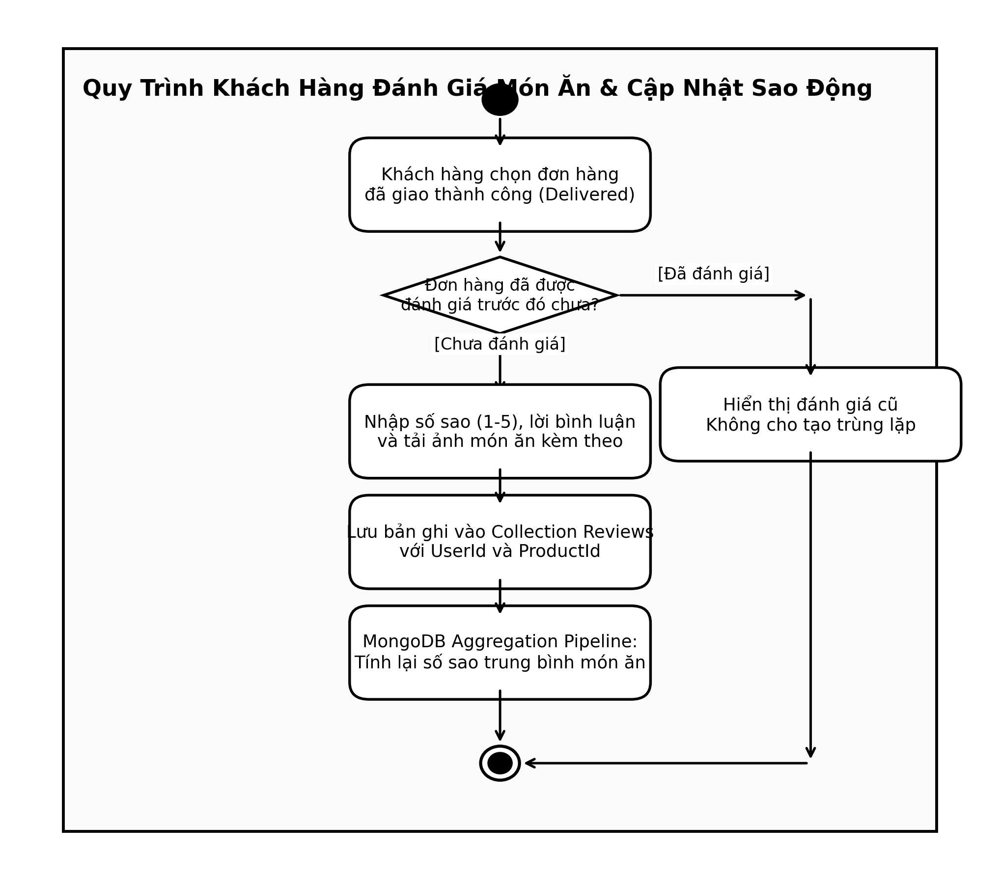 Quy Trình Khách Hàng Đánh Giá Món Ăn & Cập Nhật Sao Động
Khách hàng chọn đơn hàng
đã giao thành công (Delivered)
Đơn hàng đã được
đánh giá trước đó chưa?
[Đã đánh giá]
[Chưa đánh giá]
Hiển thị đánh giá cũ
Không cho tạo trùng lặp
Nhập số sao (1-5), lời bình luận
và tải ảnh món ăn kèm theo
Lưu bản ghi vào Collection Reviews
với UserId và ProductId
MongoDB Aggregation Pipeline:
Tính lại số sao trung bình món ăn